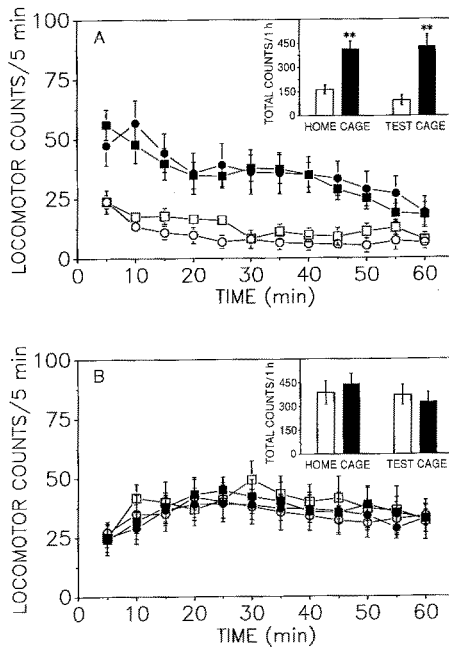 A
LOCOMOTOR COUNTS/5 min
100
75
50
25
0
0 10 20 30 40 50 60
TIME (min)
TOTAL COUNTS/1 h
450
300
150
0
** **
HOME CAGE TEST CAGE
B
LOCOMOTOR COUNTS/5 min
100
75
50
25
0
0 10 20 30 40 50 60
TIME (min)
TOTAL COUNTS/1 h
450
300
150
0
HOME CAGE TEST CAGE